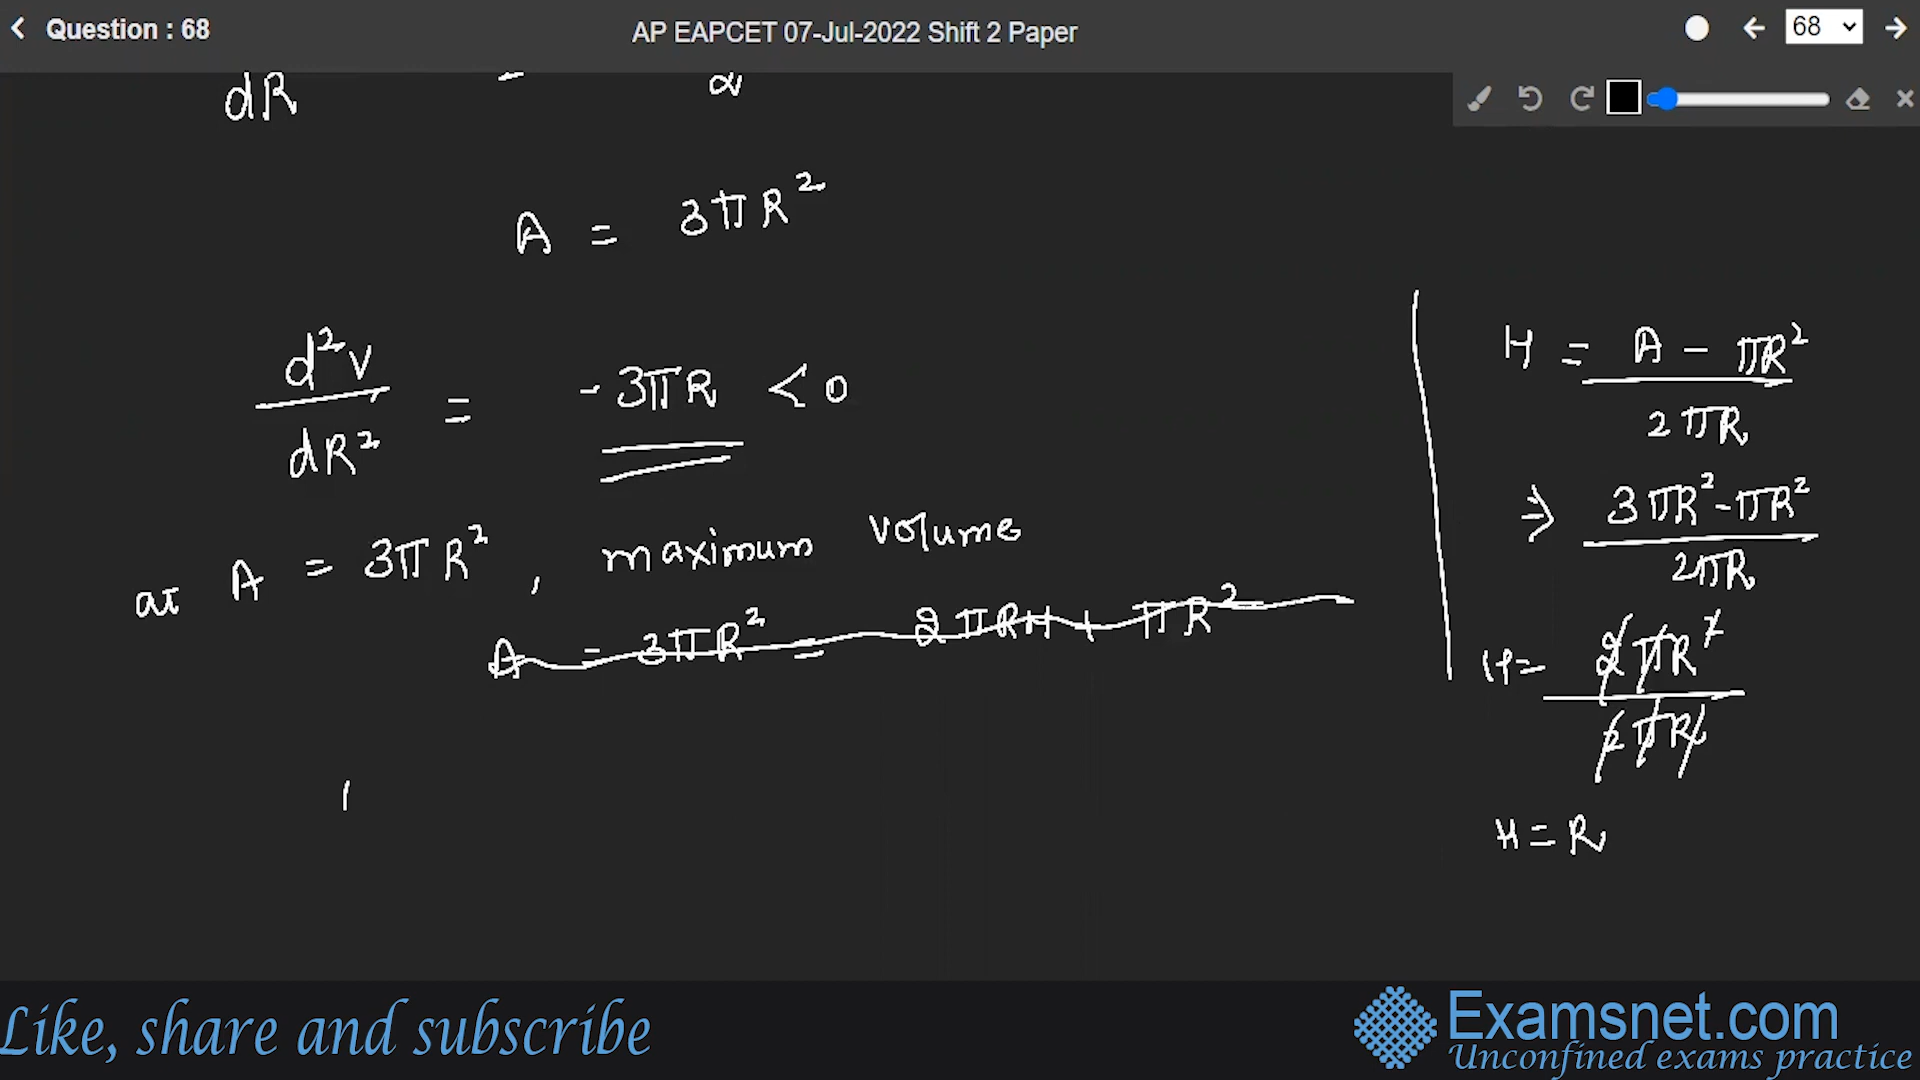 Question : 68
AP EAPCET 07-Jul-2022 Shift 2 Paper
68
dR = 2
A = 3πR²
d²v
dR² = -3πR < 0
at A = 3πR², maximum volume
A = 3πR² = 2πRH + πR²
H = A - πR²
2πR
⇒ 3πR² - πR²
2πR
H = 2πR²
2πR
H = R
Like, share and subscribe
Examsnet.com
Unconfined exams practice